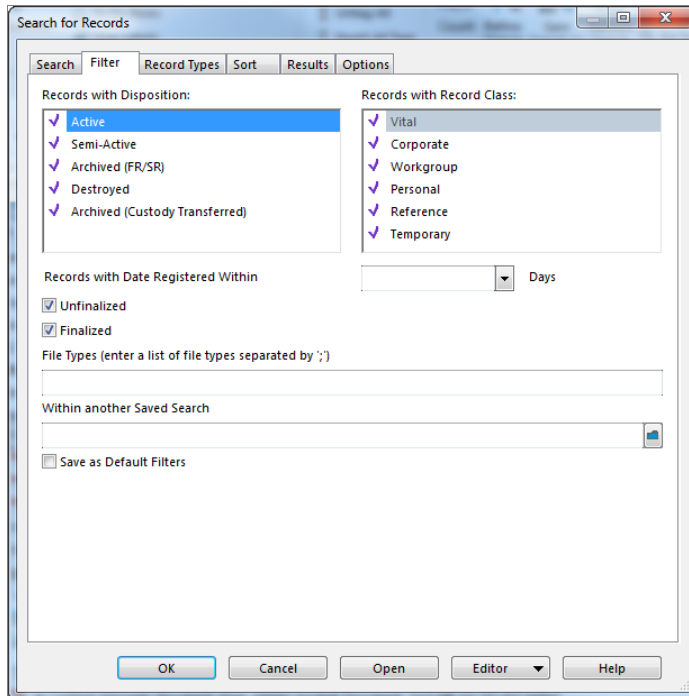 Search for Records
Search Filter Record Types Sort Results Options
Records with Disposition: Records with Record Class:
Active Vital
Semi-Active Corporate
Archived (FR/SR) Workgroup
Destroyed Personal
Archived (Custody Transferred) Reference
Temporary
Records with Date Registered Within Days
Unfinalized
Finalized
File Types (enter a list of file types separated by ';')
Within another Saved Search
Save as Default Filters
OK Cancel Open Editor Help